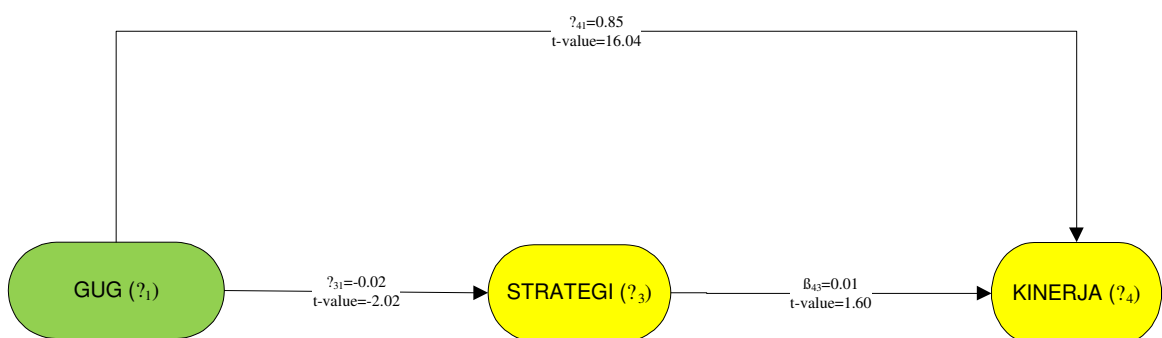 ?₄₁=0.85
t-value=16.04
GUG (?₁)
?₃₁=-0.02
t-value=-2.02
STRATEGI (?₃)
ß₄₃=0.01
t-value=1.60
KINERJA (?₄)